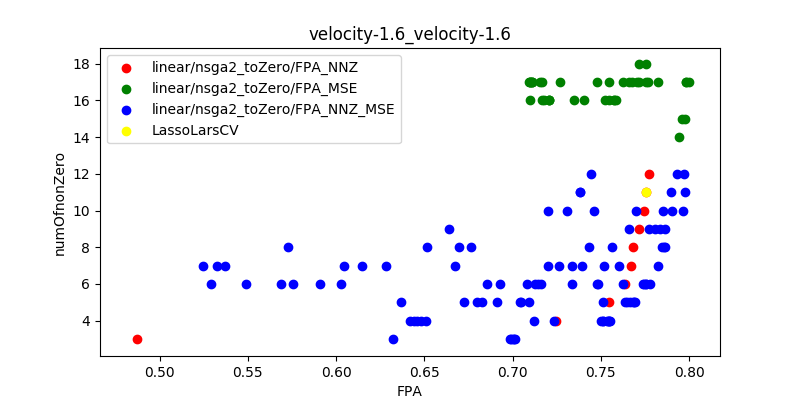 velocity-1.6_velocity-1.6
linear/nsga2_toZero/FPA_NNZ
linear/nsga2_toZero/FPA_MSE
linear/nsga2_toZero/FPA_NNZ_MSE
LassoLarsCV
numOfnonZero
18
16
14
12
10
8
6
4
0.50
0.55
0.60
0.65
0.70
0.75
0.80
FPA